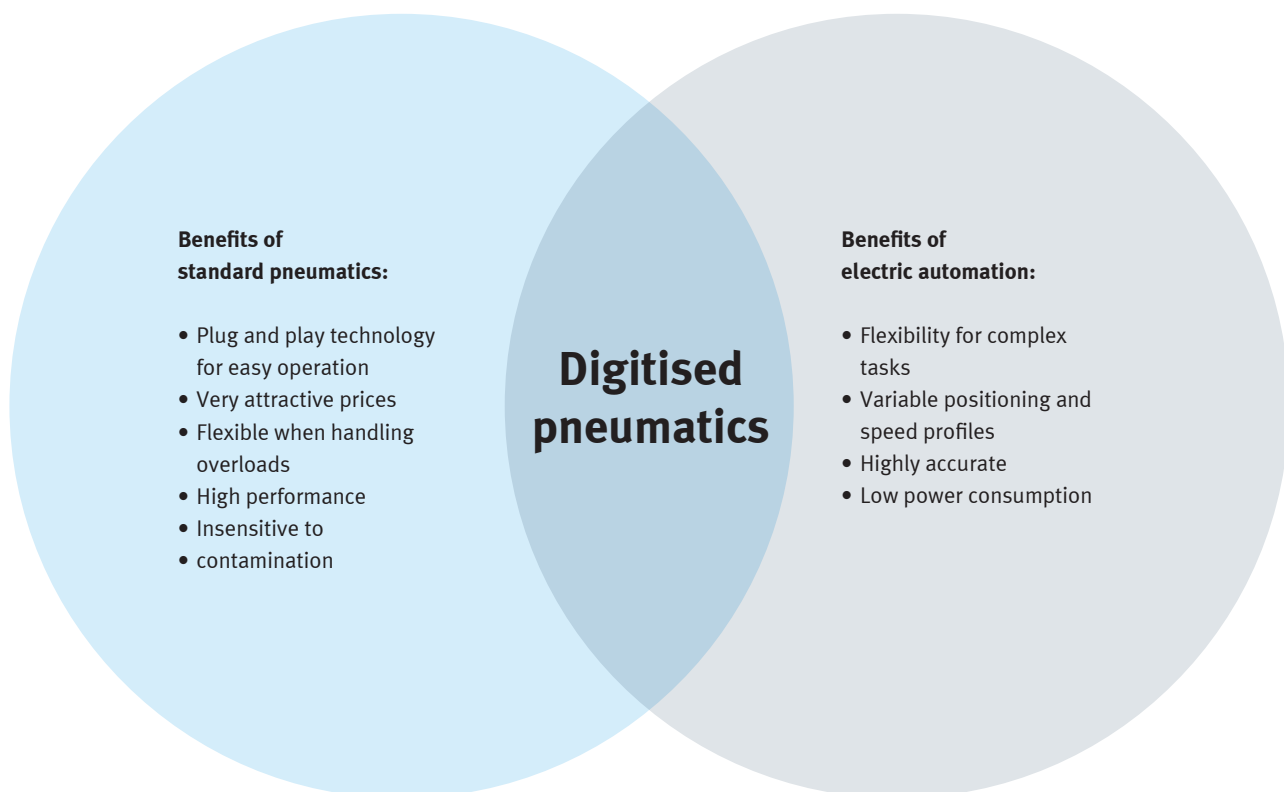 Benefits of
standard pneumatics:
• Plug and play technology
for easy operation
• Very attractive prices
• Flexible when handling
overloads
• High performance
• Insensitive to
• contamination
Digitised
pneumatics
Benefits of
electric automation:
• Flexibility for complex
tasks
• Variable positioning and
speed profiles
• Highly accurate
• Low power consumption